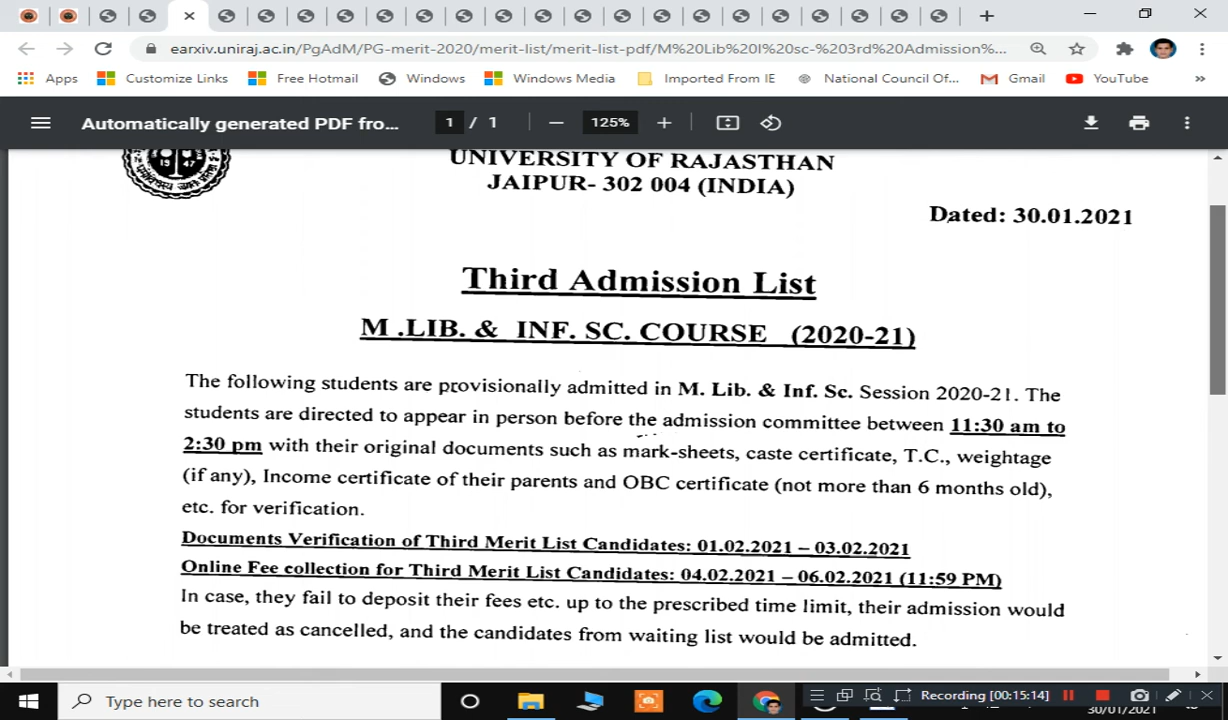 earxiv.uniraj.ac.in/PgAdM/PG-merit-2020/merit-list/merit-list-pdf/M%20Lib%20I%20sc-%203rd%20Admission%...
Apps Customize Links Free Hotmail Windows Windows Media Imported From IE National Council Of... Gmail YouTube »
Automatically generated PDF fro... 1 / 1 — 125% +
15 47
UNIVERSITY OF RAJASTHAN
JAIPUR- 302 004 (INDIA)
Dated: 30.01.2021
Third Admission List
M .LIB. & INF. SC. COURSE (2020-21)
The following students are provisionally admitted in M. Lib. & Inf. Sc. Session 2020-21. The
students are directed to appear in person before the admission committee between 11:30 am to
2:30 pm with their original documents such as mark-sheets, caste certificate, T.C., weightage
(if any), Income certificate of their parents and OBC certificate (not more than 6 months old),
etc. for verification.
Documents Verification of Third Merit List Candidates: 01.02.2021 – 03.02.2021
Online Fee collection for Third Merit List Candidates: 04.02.2021 – 06.02.2021 (11:59 PM)
In case, they fail to deposit their fees etc. up to the prescribed time limit, their admission would
be treated as cancelled, and the candidates from waiting list would be admitted.
Type here to search
Recording [00:15:14]
30/01/2021